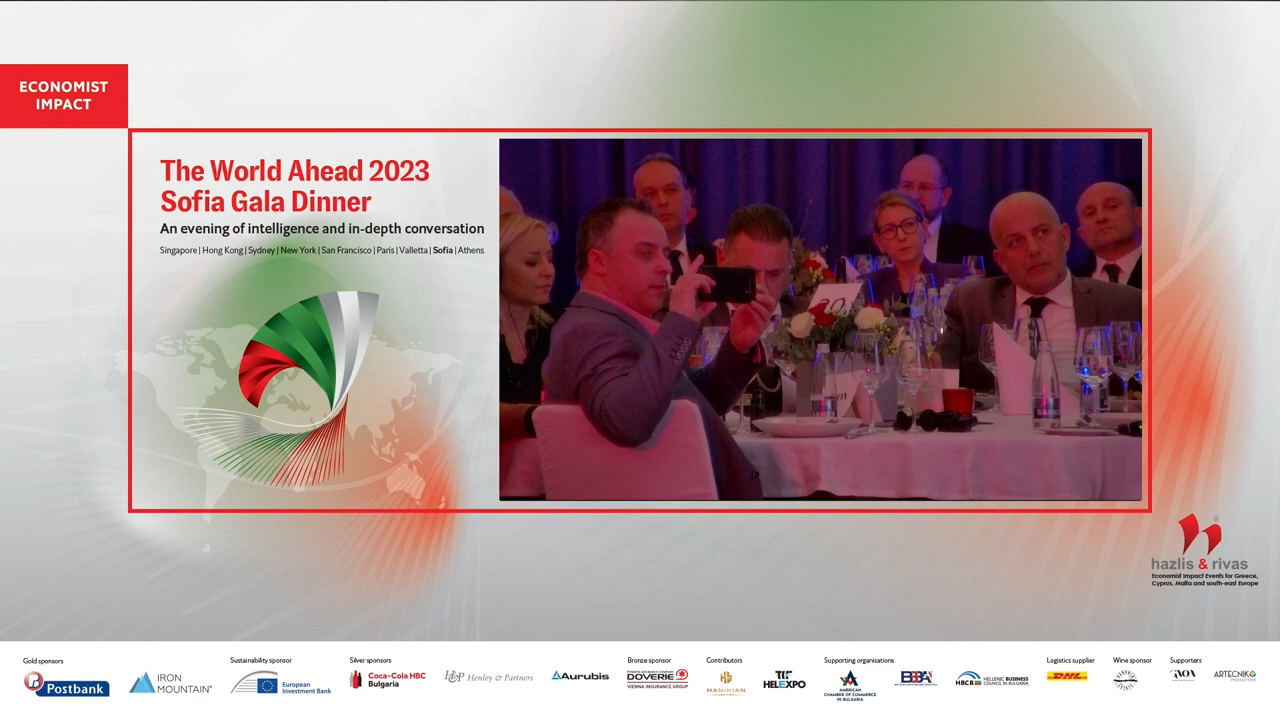 ECONOMIST
IMPACT
The World Ahead 2023
Sofia Gala Dinner
An evening of intelligence and in-depth conversation
Singapore | Hong Kong | Sydney | New York | San Francisco | Paris | Valletta | Sofia | Athens
20
hazlis & rivas
Economist Impact Events for Greece,
Cyprus, Malta and south-east Europe
Gold sponsors
Postbank
IRON
MOUNTAIN®
Sustainability sponsor
European
Investment Bank
Silver sponsors
Coca-Cola HBC
Bulgaria
H&P Henley & Partners
Aurubis
Bronze sponsor
DOVERIE
VIENNA INSURANCE GROUP
Contributors
TIF
HELEXPO
Supporting organisations
AMERICAN
CHAMBER OF COMMERCE
IN BULGARIA
BBBA
HBCB HELLENIC BUSINESS
COUNCIL IN BULGARIA
Logistics supplier
DHL
Wine sponsor
Supporters
ARTECNIKO
PRODUCTIONS